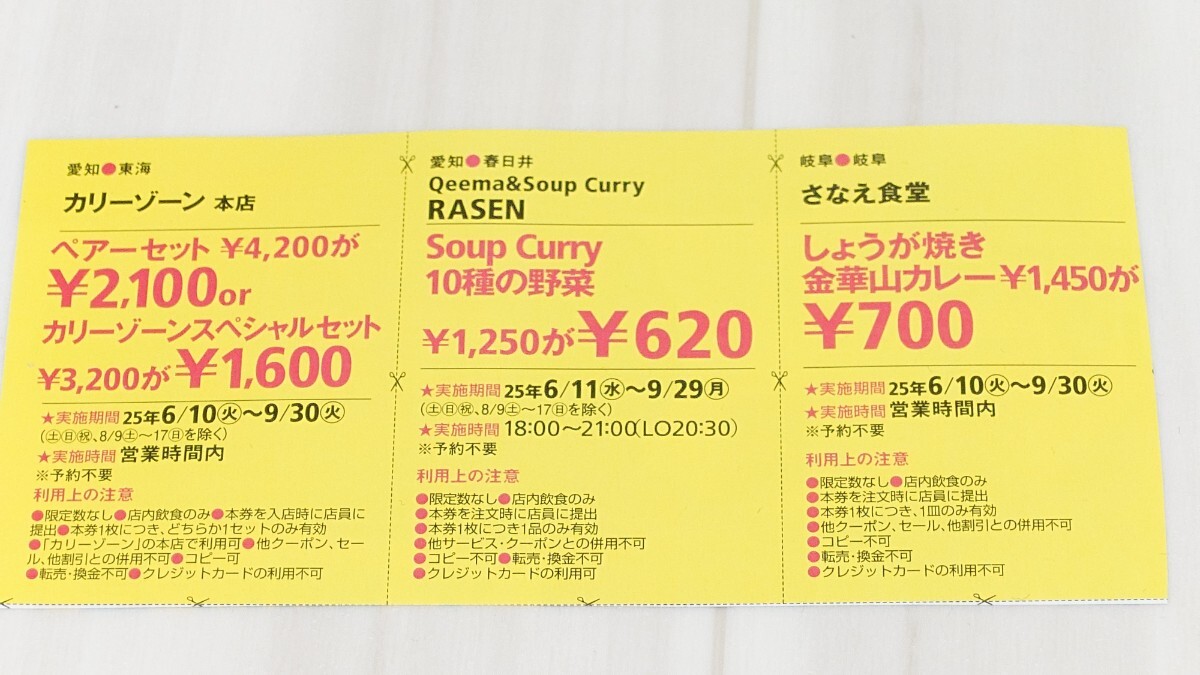 愛知●東海
カリーゾーン 本店
ペアーセット ¥4,200が
¥2,100or
カリーゾーンスペシャルセット
¥3,200が¥1,600
★実施期間 25年6/10㊋〜9/30㊋
(㊏㊐㊗、8/9㊏〜17㊐を除く)
★実施時間 営業時間内
※予約不要
利用上の注意
●限定数なし●店内飲食のみ●本券を入店時に店員に
提出●本券1枚につき、どちらか1セットのみ有効
●「カリーゾーン」の本店で利用可●他クーポン、セー
ル、他割引との併用不可●コピー可
●転売・換金不可●クレジットカードの利用不可
愛知●春日井
Qeema&Soup Curry
RASEN
Soup Curry
10種の野菜
¥1,250が¥620
★実施期間 25年6/11㊌〜9/29㊊
(㊏㊐㊗、8/9㊏〜17㊐を除く)
★実施時間 18:00〜21:00(LO20:30)
※予約不要
利用上の注意
●限定数なし●店内飲食のみ
●本券を注文時に店員に提出
●本券1枚につき1品のみ有効
●他サービス・クーポンとの併用不可
●コピー不可●転売・換金不可
●クレジットカードの利用可
岐阜●岐阜
さなえ食堂
しょうが焼き
金華山カレー¥1,450が
¥700
★実施期間 25年6/10㊋〜9/30㊋
★実施時間 営業時間内
※予約不要
利用上の注意
●限定数なし●店内飲食のみ
●本券を注文時に店員に提出
●本券1枚につき、1皿のみ有効
●他クーポン、セール、他割引との併用不可
●コピー不可
●転売・換金不可
●クレジットカードの利用不可